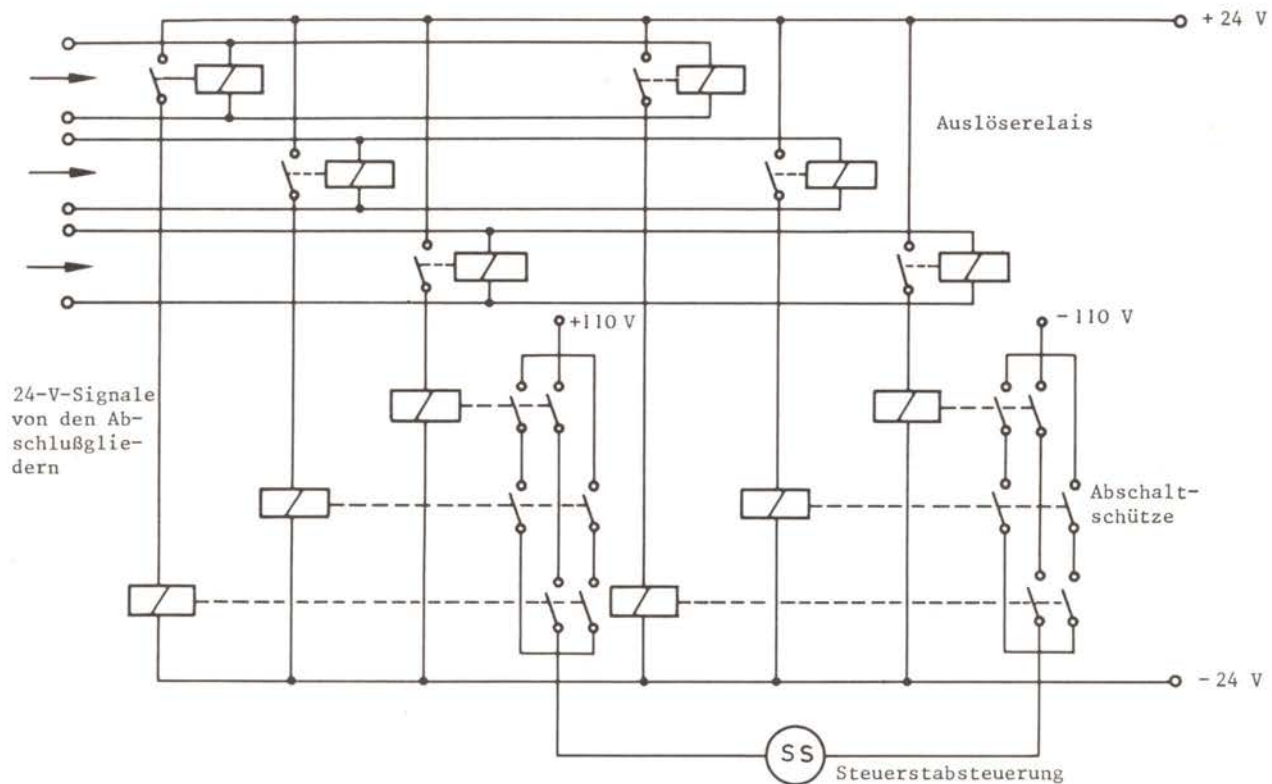 + 24 V
Auslöserelais
+110 V
- 110 V
24-V-Signale
von den Ab-
schlußglie-
dern
Abschalt-
schütze
- 24 V
SS
Steuerstabsteuerung